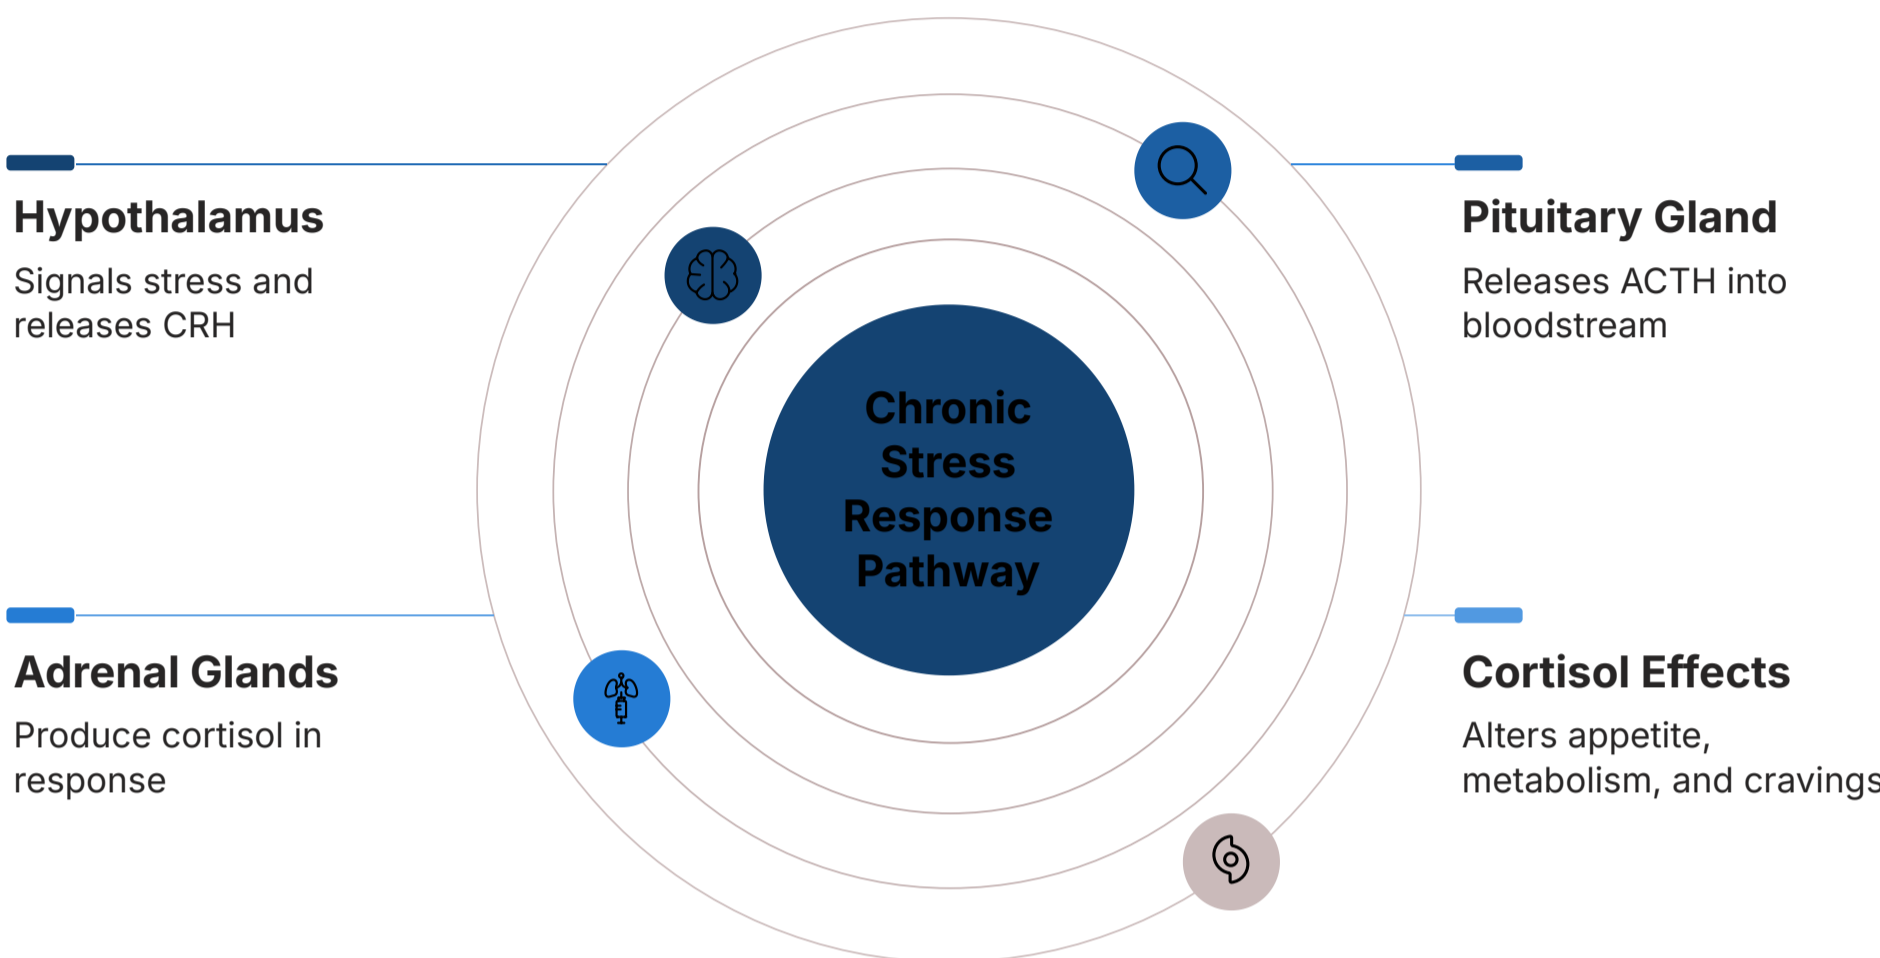 Hypothalamus
Signals stress and
releases CRH
Pituitary Gland
Releases ACTH into
bloodstream
Chronic
Stress
Response
Pathway
Adrenal Glands
Produce cortisol in
response
Cortisol Effects
Alters appetite,
metabolism, and cravings